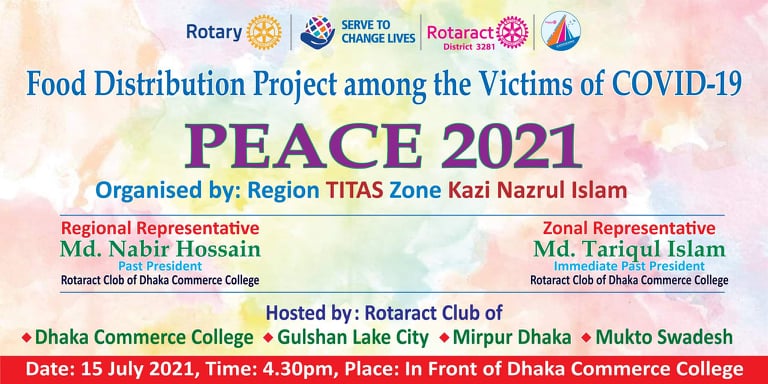 Rotary
SERVE TO
CHANGE LIVES
Rotaract
District 3281
Food Distribution Project among the Victims of COVID-19
PEACE 2021
Organised by: Region TITAS Zone Kazi Nazrul Islam
Regional Representative
Md. Nabir Hossain
Past President
Rotaract Clob of Dhaka Commerce College
Zonal Representative
Md. Tariqul Islam
Immediate Past President
Rotaract Clob of Dhaka Commerce College
Hosted by : Rotaract Club of
Dhaka Commerce College Gulshan Lake City Mirpur Dhaka Mukto Swadesh
Date: 15 July 2021, Time: 4.30pm, Place: In Front of Dhaka Commerce College